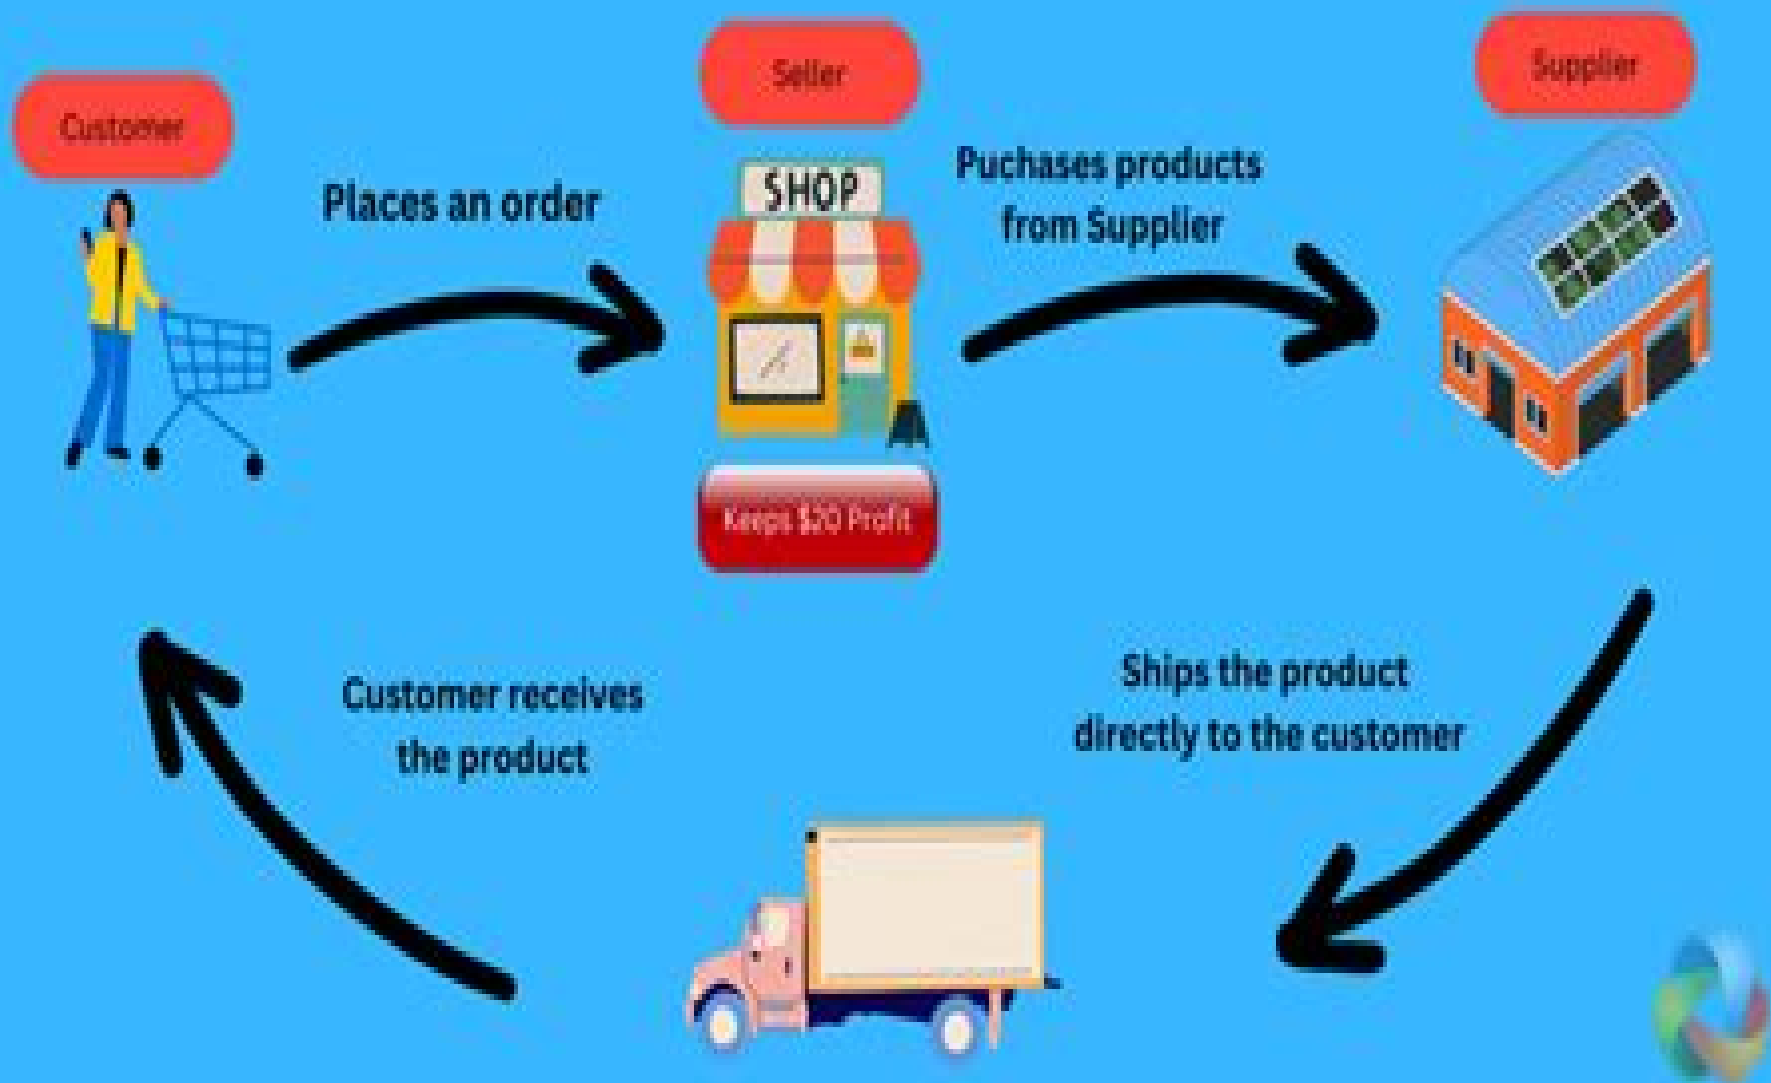 Customer
Places an order
Seller
SHOP
Keeps $20 Profit
Puchases products
from Supplier
Supplier
Ships the product
directly to the customer
Customer receives
the product